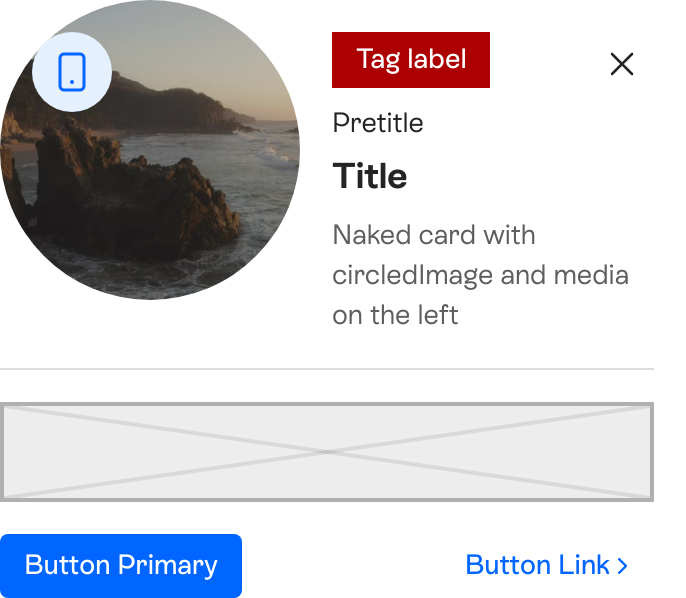 Tag label
Pretitle
Title
Naked card with
circledImage and media
on the left
Button Primary
Button Link